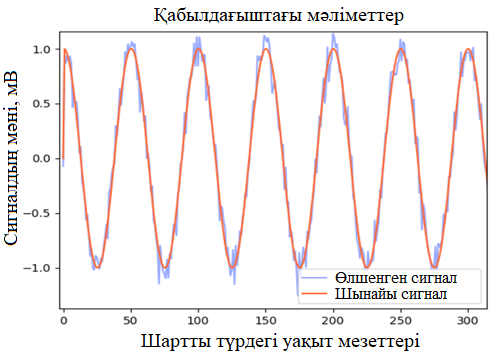 Қабылдағыштағы мәліметтер
Сигналдың мәні, мВ
1.0
0.5
0.0
−0.5
−1.0
Өлшенген сигнал
Шынайы сигнал
0 50 100 150 200 250 300
Шартты түрдегі уақыт мезеттері